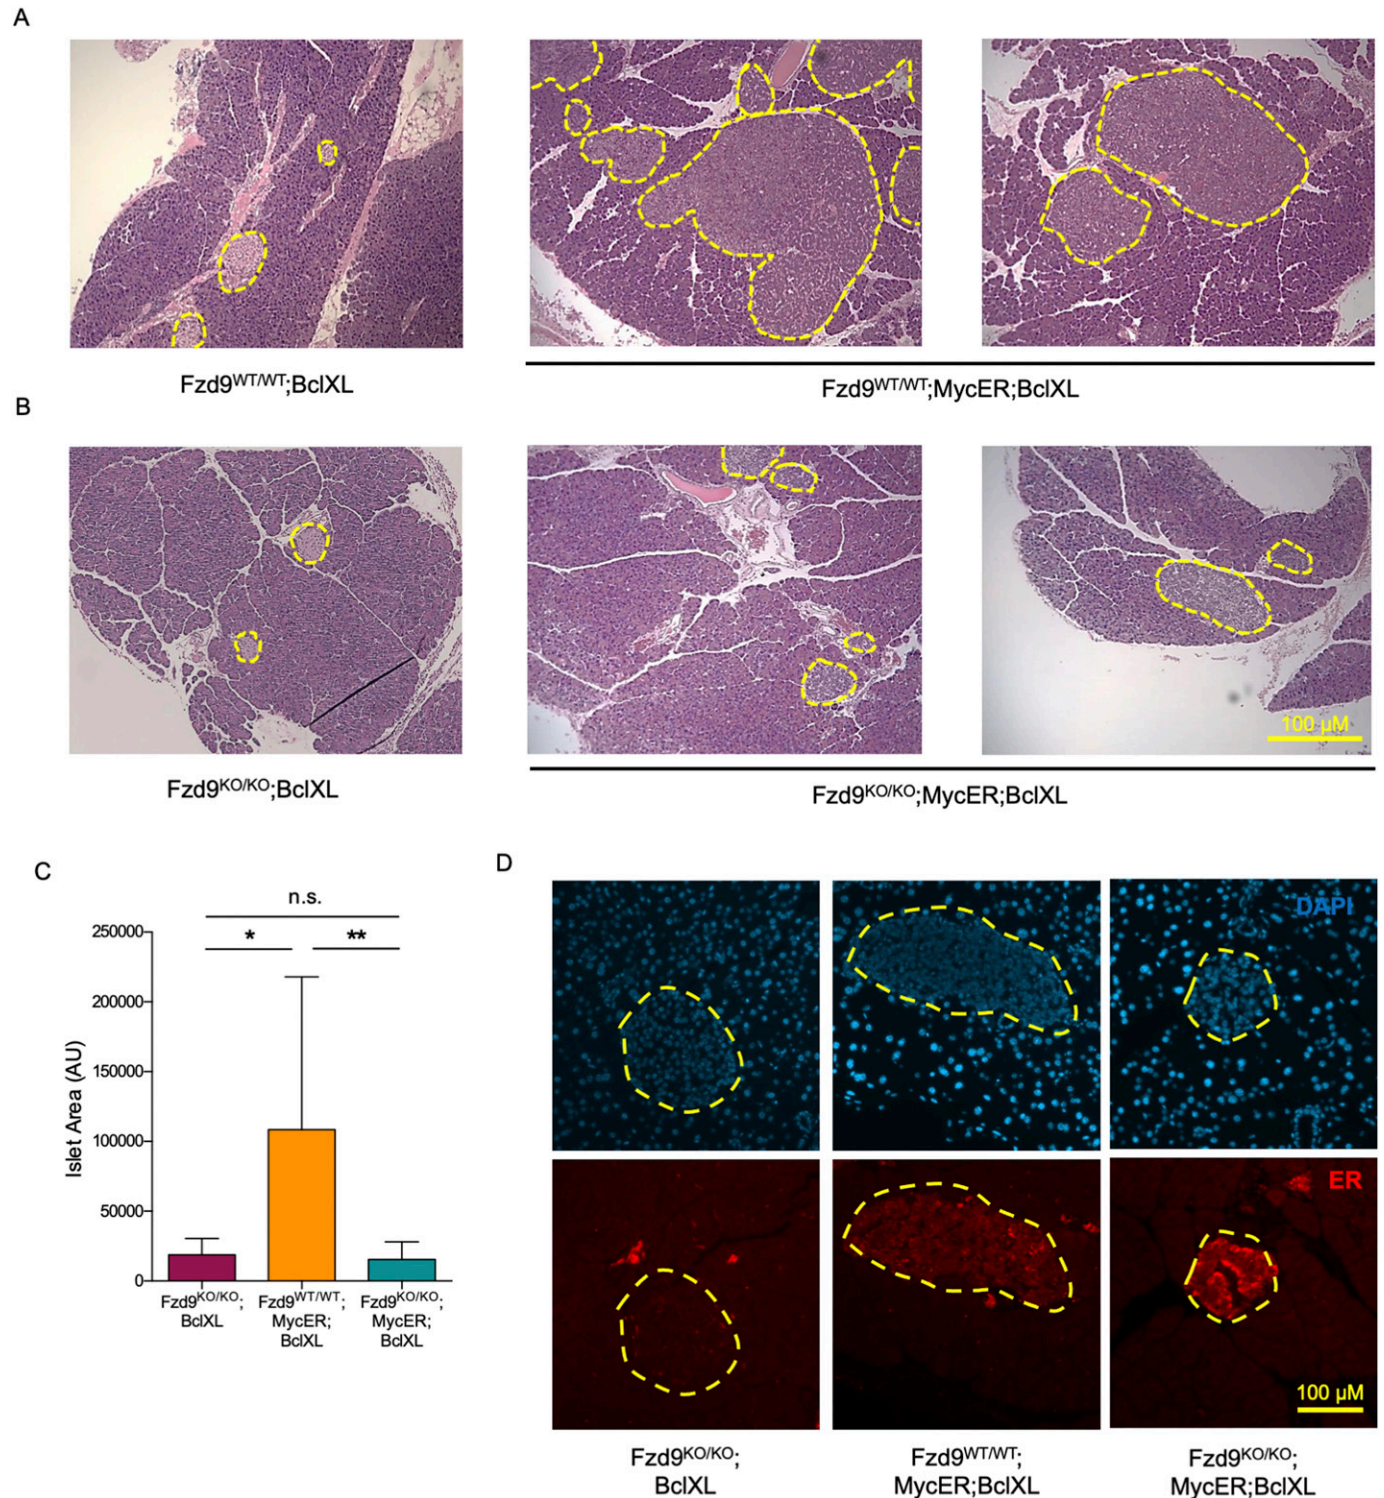 A
Fzd9WT/WT;BclXL
Fzd9WT/WT;MycER;BclXL
B
100 µM
Fzd9KO/KO;BclXL
Fzd9KO/KO;MycER;BclXL
C
n.s.
*
**
250000
200000
150000
100000
50000
0
Islet Area (AU)
Fzd9KO/KO;
BclXL
Fzd9WT/WT;
MycER;
BclXL
Fzd9KO/KO;
MycER;
BclXL
D
DAPI
ER
100 µM
Fzd9KO/KO;
BclXL
Fzd9WT/WT;
MycER;BclXL
Fzd9KO/KO;
MycER;BclXL